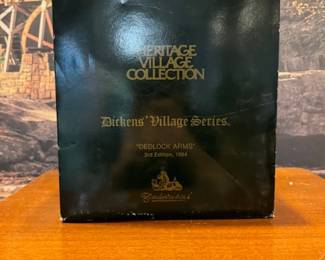 HERITAGE
VILLAGE
COLLECTION
Dickens' Village Series
"DEDLOCK ARMS"
3rd Edition, 1994